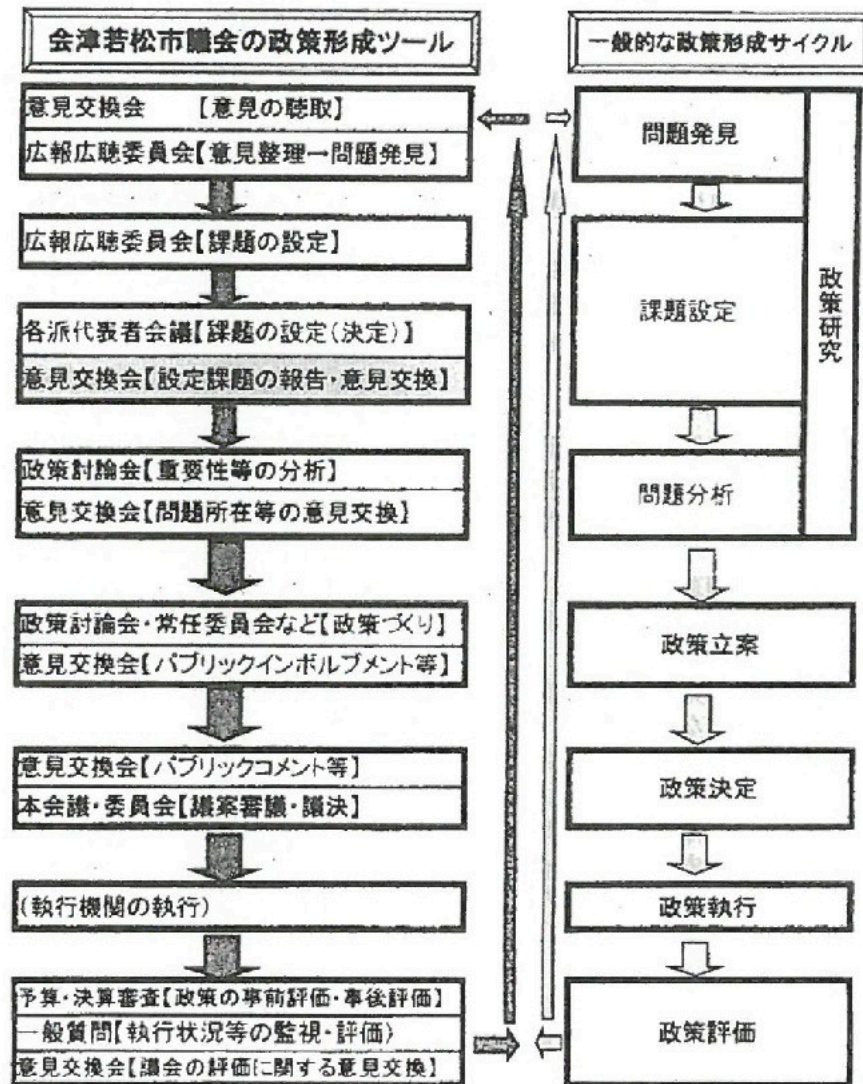 会津若松市議会の政策形成ツール
意見交換会 【意見の聴取】
広報広聴委員会【意見整理→問題発見】
広報広聴委員会【課題の設定】
各派代表者会議【課題の設定(決定)】
意見交換会【設定課題の報告・意見交換】
政策討論会【重要性等の分析】
意見交換会【問題所在等の意見交換】
政策討論会・常任委員会など【政策づくり】
意見交換会【パブリックインボルブメント等】
意見交換会【パブリックコメント等】
本会議・委員会【議案審議・議決】
(執行機関の執行)
予算・決算審査【政策の事前評価・事後評価】
一般質問【執行状況等の監視・評価】
意見交換会【議会の評価に関する意見交換】
一般的な政策形成サイクル
問題発見
課題設定
問題分析
政策研究
政策立案
政策決定
政策執行
政策評価